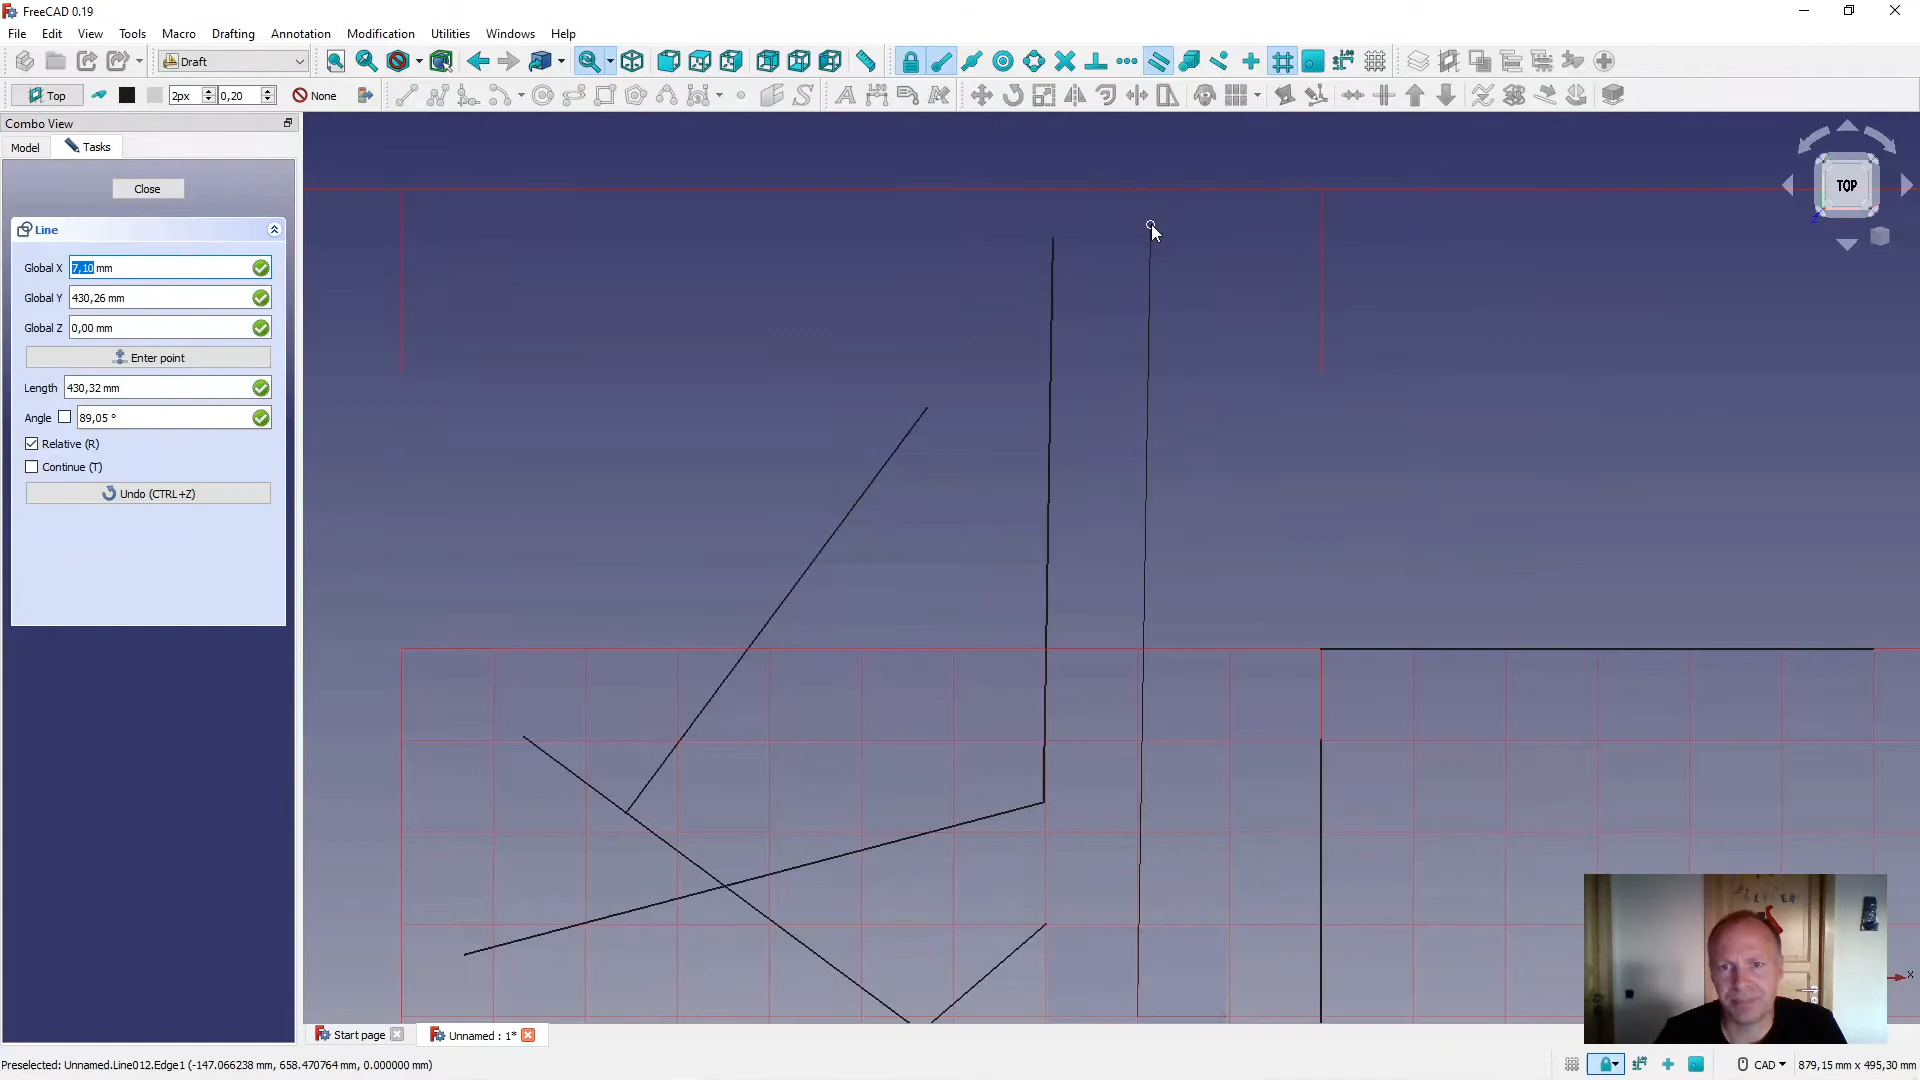 FreeCAD 0.19
File Edit View Tools Macro Drafting Annotation Modification Utilities Windows Help
Draft
Top 2px 0,20 None
Combo View
Model Tasks
Close
Line
Global X 7,10 mm
Global Y 430,26 mm
Global Z 0,00 mm
Enter point
Length 430,32 mm
Angle 89,05 °
Relative (R)
Continue (T)
Undo (CTRL+Z)
TOP
X
Z
Start page Unnamed : 1*
Preselected: Unnamed.Line012.Edge1 (-147.066238 mm, 658.470764 mm, 0.000000 mm)
CAD 879,15 mm x 495,30 mm